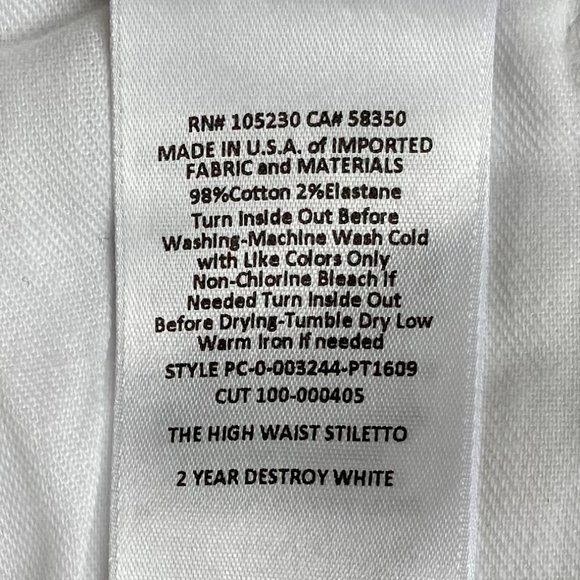 RN# 105230 CA# 58350
MADE IN U.S.A. of IMPORTED
FABRIC and MATERIALS
98%Cotton 2%Elastane
Turn Inside Out Before
Washing-Machine Wash Cold
with Like Colors Only
Non-Chlorine Bleach if
Needed Turn Inside Out
Before Drying-Tumble Dry Low
Warm Iron if needed
STYLE PC-0-003244-PT1609
CUT 100-000405
THE HIGH WAIST STILETTO
2 YEAR DESTROY WHITE